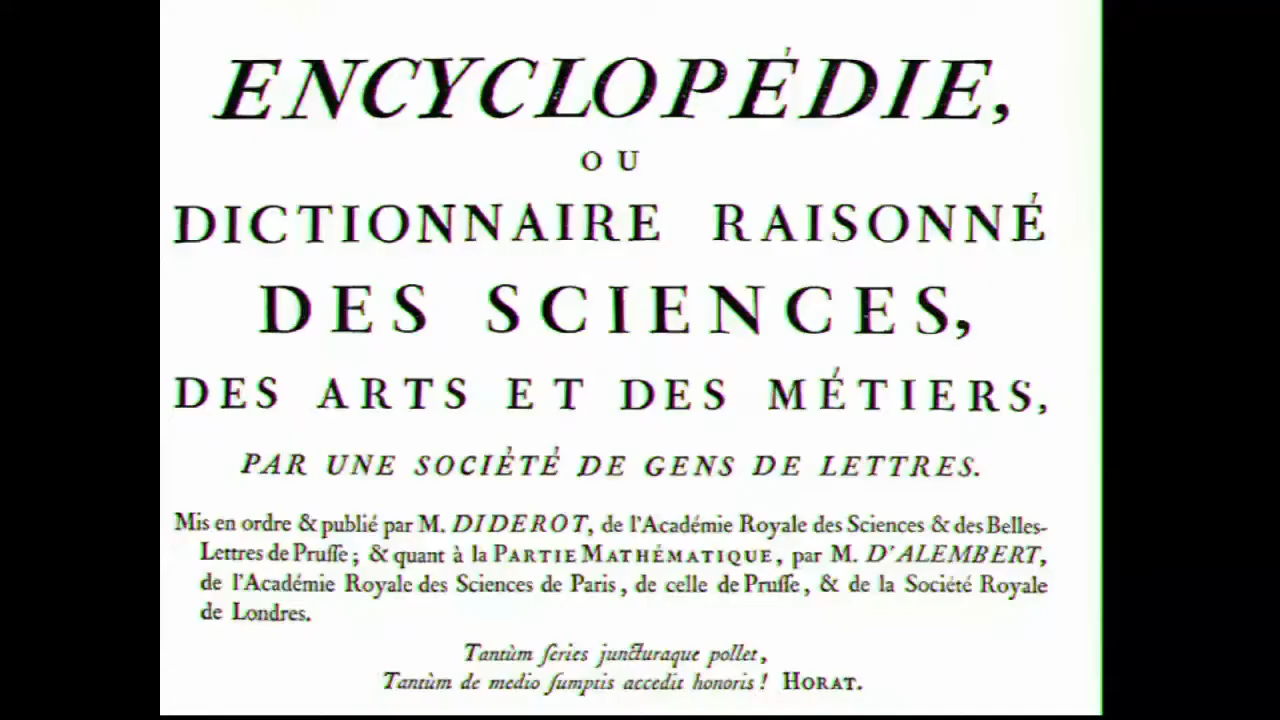 ENCYCLOPÉDIE,
OU
DICTIONNAIRE RAISONNÉ
DES SCIENCES,
DES ARTS ET DES MÉTIERS,
PAR UNE SOCIÉTÉ DE GENS DE LETTRES.
Mis en ordre & publié par M. DIDEROT, de l'Académie Royale des Sciences & des Belles-
Lettres de Pruſſe ; & quant à la PARTIE MATHÉMATIQUE, par M. D'ALEMBERT,
de l'Académie Royale des Sciences de Paris, de celle de Pruſſe, & de la Société Royale
de Londres.
Tantùm ſeries juncturaque pollet,
Tantùm de medio ſumptis accedit honoris ! HORAT.